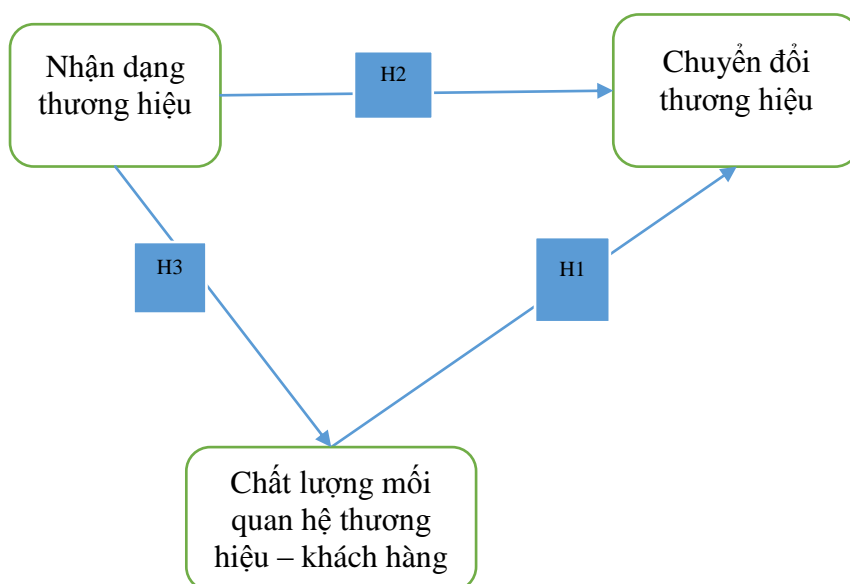 Nhận dạng
thương hiệu
H2
Chuyển đổi
thương hiệu
H3
H1
Chất lượng mối
quan hệ thương
hiệu – khách hàng